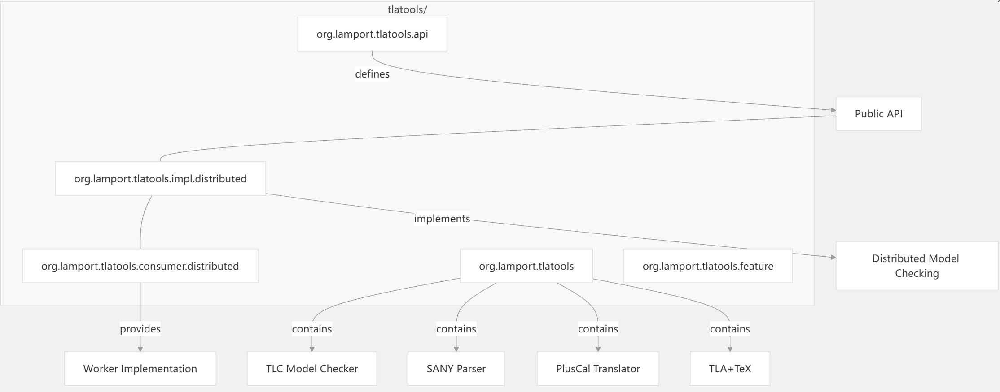 tlatools/
org.lamport.tlatools.api
defines
Public API
org.lamport.tlatools.impl.distributed
implements
org.lamport.tlatools.consumer.distributed
org.lamport.tlatools
org.lamport.tlatools.feature
Distributed Model
Checking
provides
contains
contains
contains
contains
Worker Implementation
TLC Model Checker
SANY Parser
PlusCal Translator
TLA+TeX